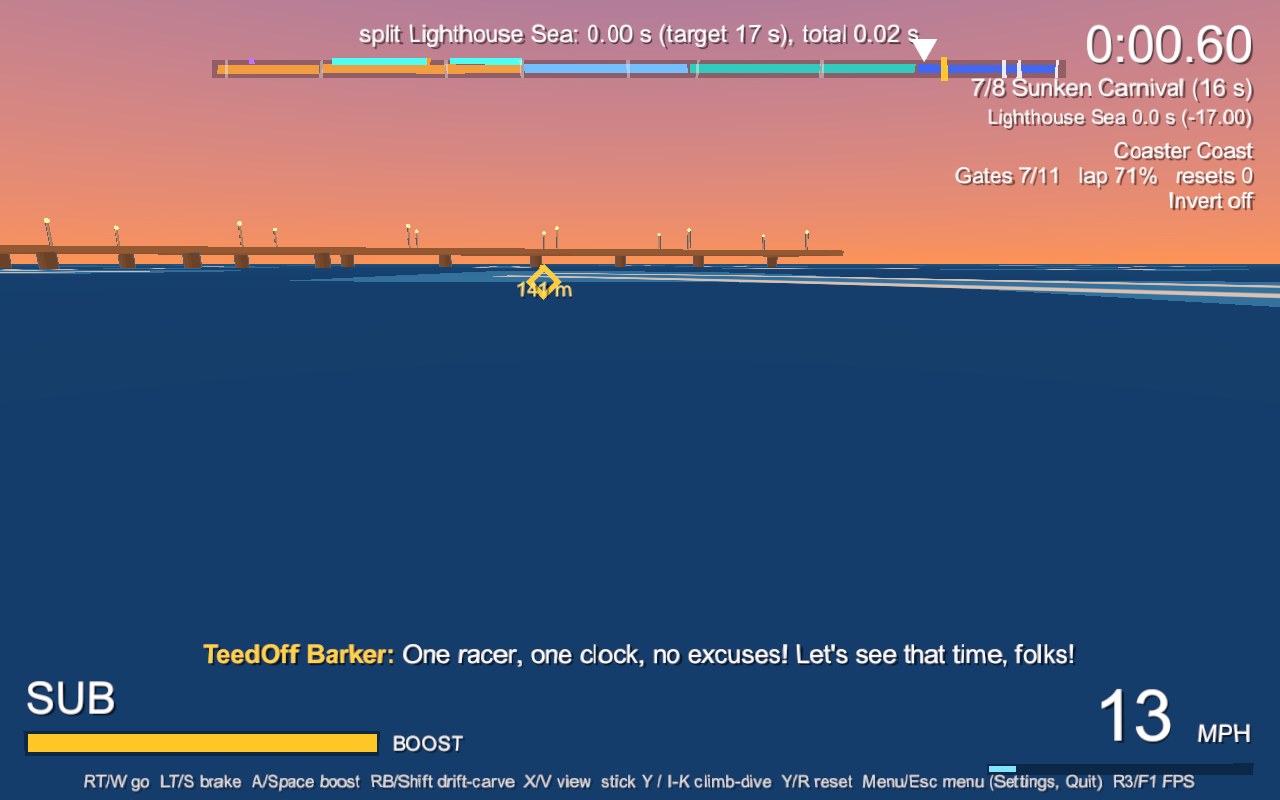 split Lighthouse Sea: 0.00 s (target 17 s), total 0.02 s
0:00.60
7/8 Sunken Carnival (16 s)
Lighthouse Sea 0.0 s (-17.00)
Coaster Coast
Gates 7/11 lap 71% resets 0
Invert off
141 m
TeedOff Barker: One racer, one clock, no excuses! Let's see that time, folks!
SUB
BOOST
13 MPH
RT/W go LT/S brake A/Space boost RB/Shift drift-carve X/V view stick Y / I-K climb-dive Y/R reset Menu/Esc menu (Settings, Quit) R3/F1 FPS